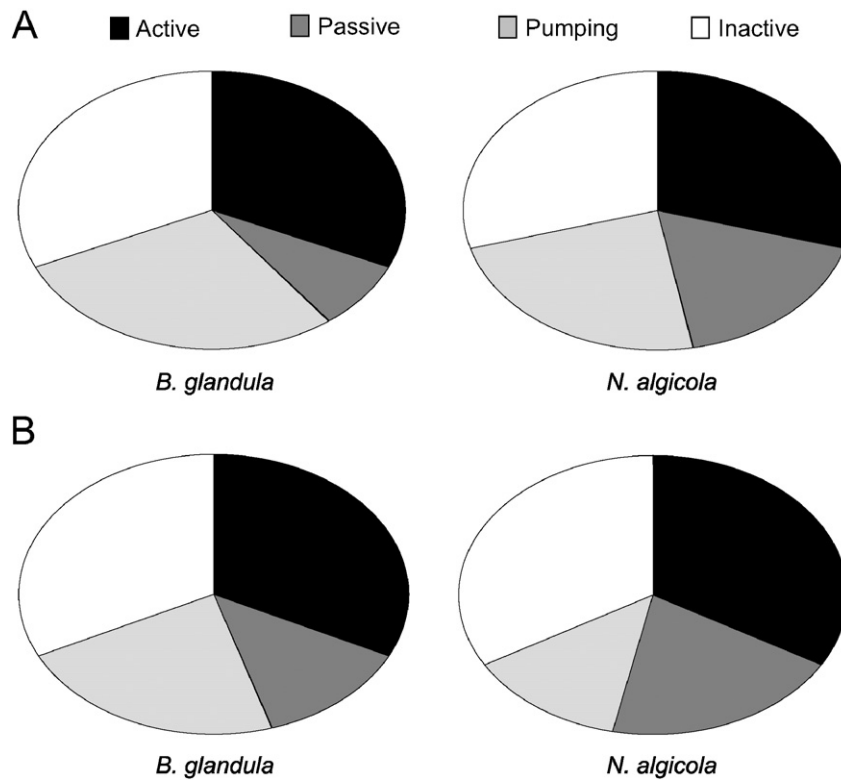 A
Active Passive Pumping Inactive
B. glandula N. algicola
B
B. glandula N. algicola